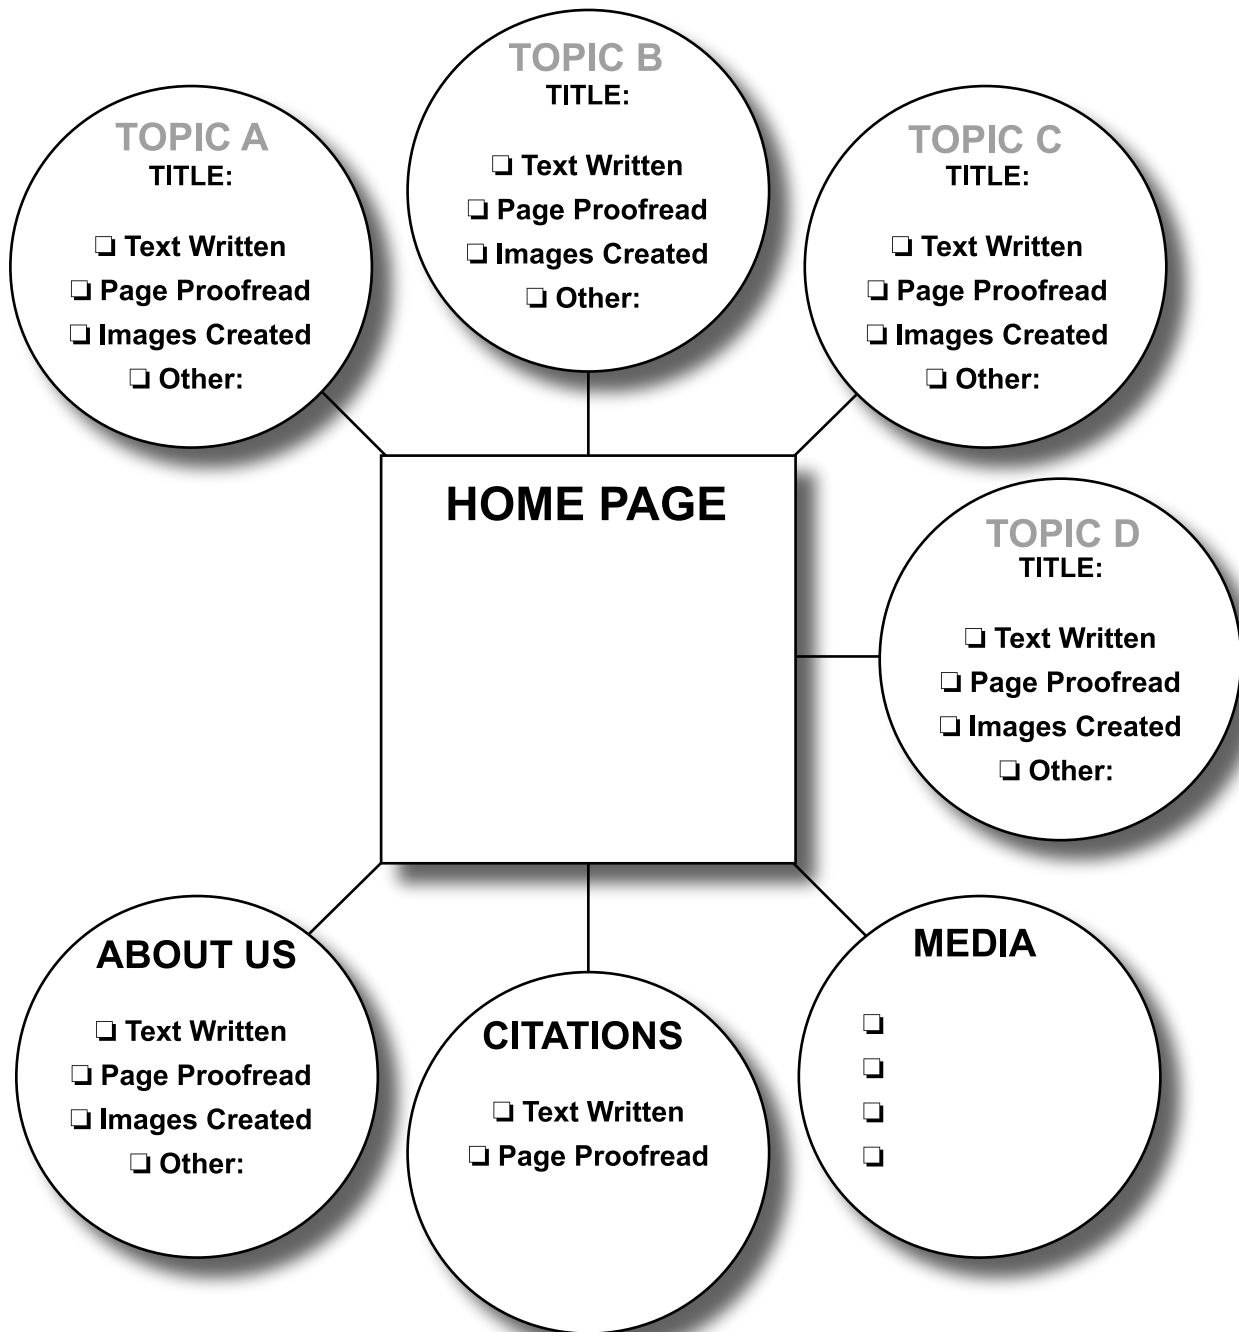 TOPIC A
TITLE:
❏ Text Written
❏ Page Proofread
❏ Images Created
❏ Other:
TOPIC B
TITLE:
❏ Text Written
❏ Page Proofread
❏ Images Created
❏ Other:
TOPIC C
TITLE:
❏ Text Written
❏ Page Proofread
❏ Images Created
❏ Other:
HOME PAGE
TOPIC D
TITLE:
❏ Text Written
❏ Page Proofread
❏ Images Created
❏ Other:
ABOUT US
❏ Text Written
❏ Page Proofread
❏ Images Created
❏ Other:
CITATIONS
❏ Text Written
❏ Page Proofread
MEDIA
❏
❏
❏
❏